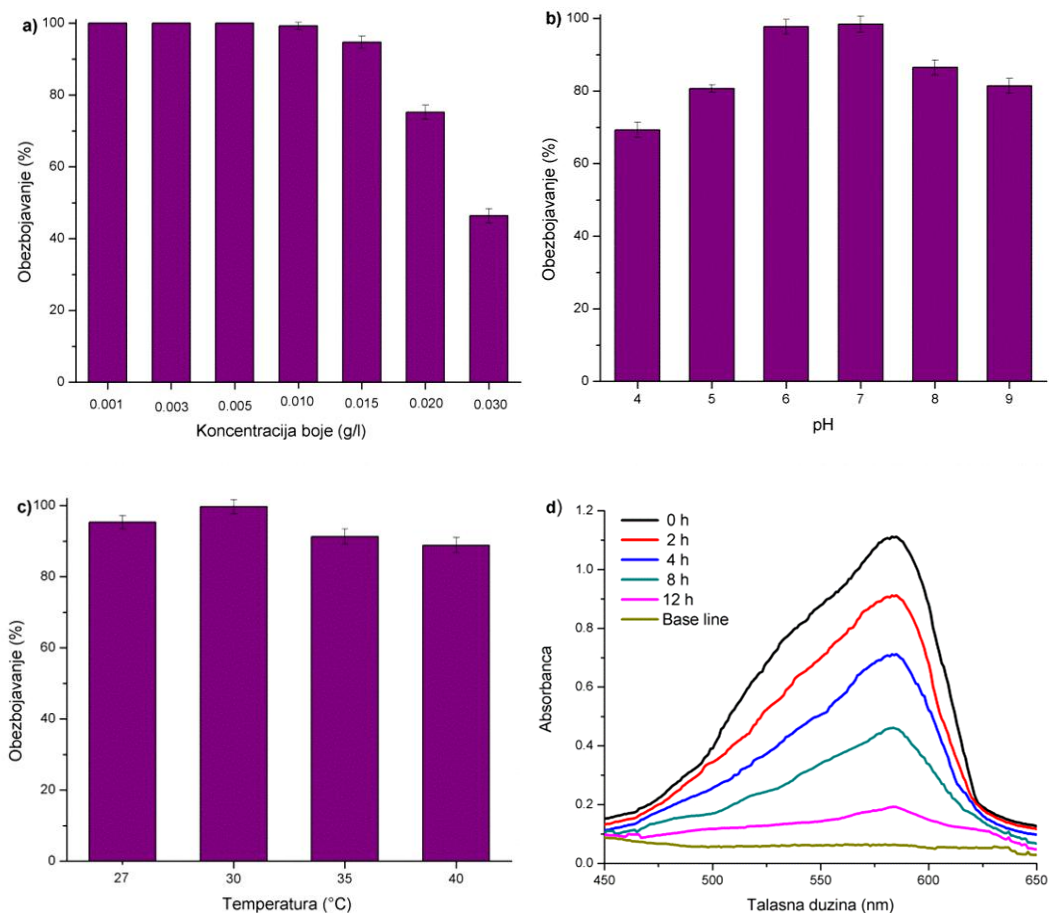 a)
100
80
60
40
20
0
Obezbojavanje (%)
0.001 0.003 0.005 0.010 0.015 0.020 0.030
Koncentracija boje (g/l)
b)
100
80
60
40
20
0
Obezbojavanje (%)
4 5 6 7 8 9
pH
c)
100
80
60
40
20
0
Obezbojavanje (%)
27 30 35 40
Temperatura (°C)
d)
1.2
1.0
0.8
0.6
0.4
0.2
0.0
Absorbanca
0 h
2 h
4 h
8 h
12 h
Base line
450 500 550 600 650
Talasna duzina (nm)